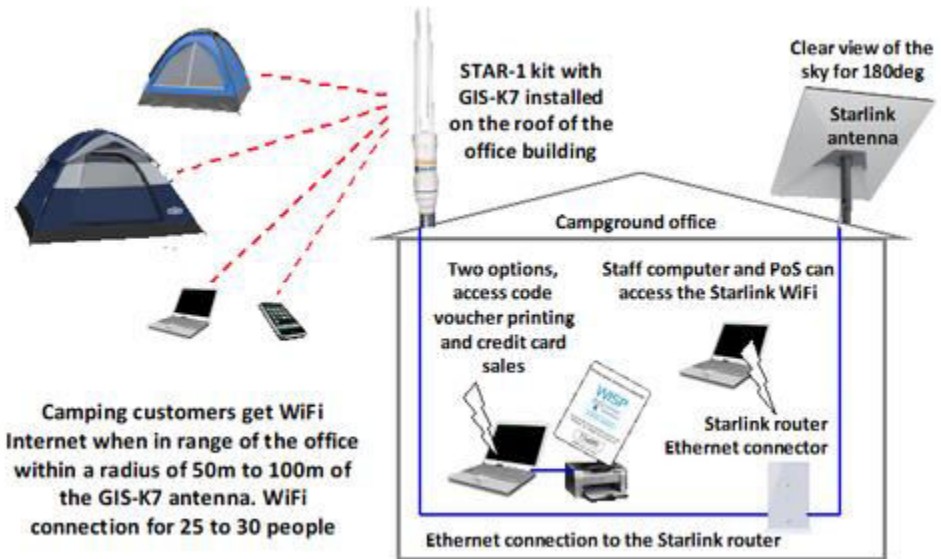 STAR-1 kit with
GIS-K7 installed
on the roof of the
office building
Clear view of the
sky for 180deg
Starlink
antenna
Campground office
Two options,
access code
voucher printing
and credit card
sales
Staff computer and PoS can
access the Starlink WiFi
WISP
Starlink router
Ethernet connector
Camping customers get WiFi
Internet when in range of the office
within a radius of 50m to 100m of
the GIS-K7 antenna. WiFi
connection for 25 to 30 people
Ethernet connection to the Starlink router